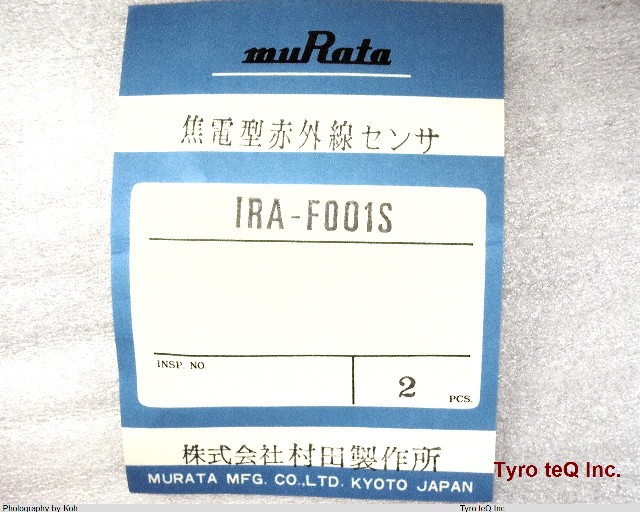 muRata
焦電型赤外線センサ
IRA-F001S
INSP. NO
2
PCS.
株式会社村田製作所
MURATA MFG. CO.,LTD. KYOTO JAPAN
Tyro teQ Inc.
Photography by Koh
Tyro teQ Inc